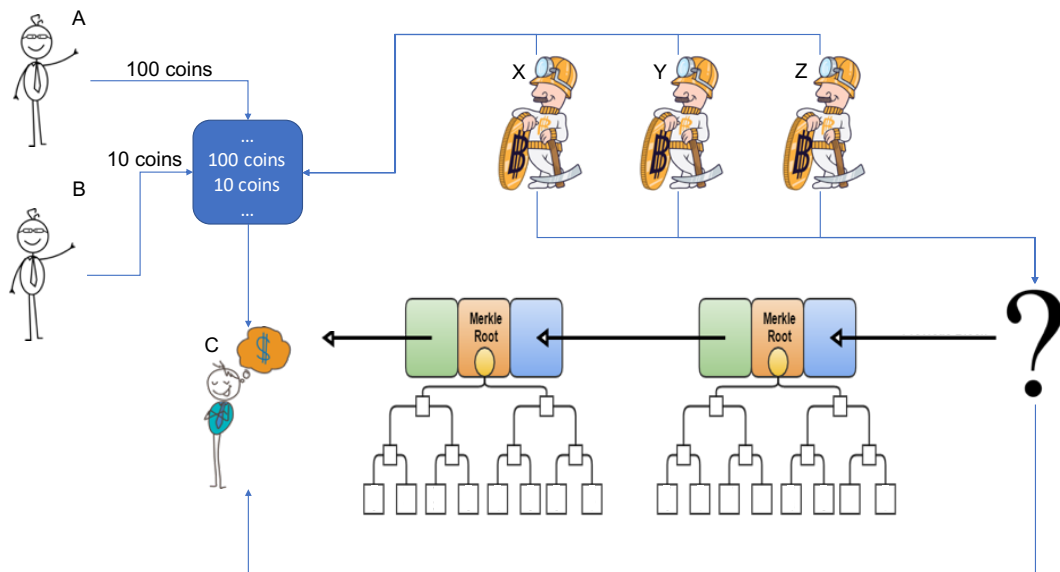 A
100 coins
X
Y
Z
10 coins
...
100 coins
10 coins
...
B
C
$
Merkle
Root
Merkle
Root
?